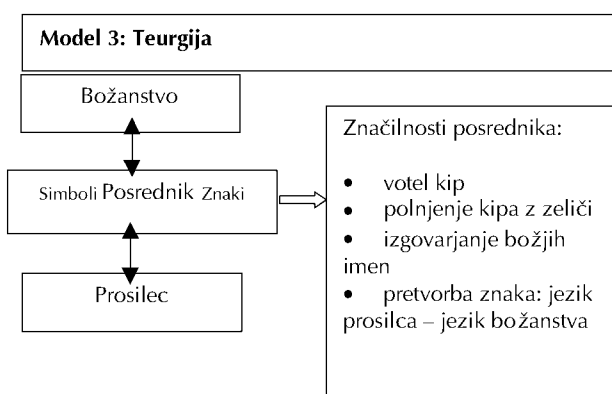 Model 3: Teurgija
Božanstvo
Simboli Posrednik Znaki
Prosilec
Značilnosti posrednika:
• votel kip
• polnjenje kipa z zeliči
• izgovarjanje božjih
imen
• pretvorba znaka: jezik
prosilca – jezik božanstva